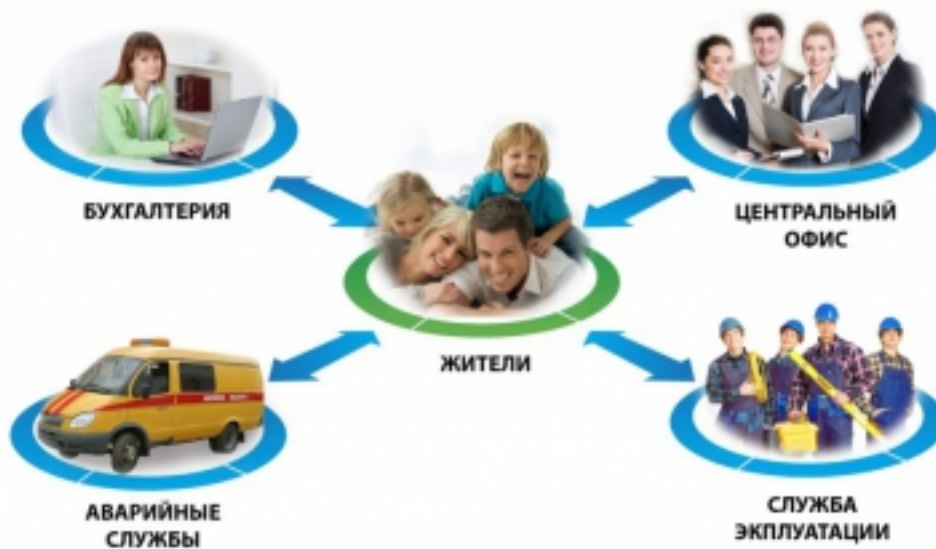 БУХГАЛТЕРИЯ
ЦЕНТРАЛЬНЫЙ
ОФИС
ЖИТЕЛИ
АВАРИЙНЫЕ
СЛУЖБЫ
СЛУЖБА
ЭКПЛУАТАЦИИ